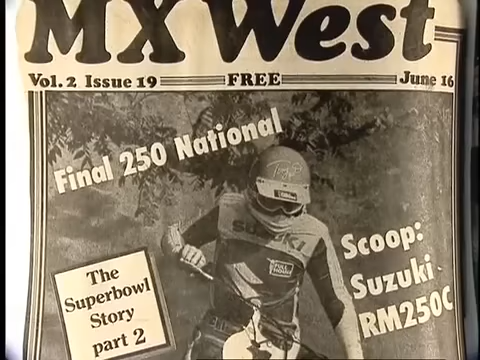 MX West
Vol. 2 Issue 19 FREE June 16
Final 250 National
SUZUKI
Scoop:
Suzuki
RM250C
The
Superbowl
Story
part 2